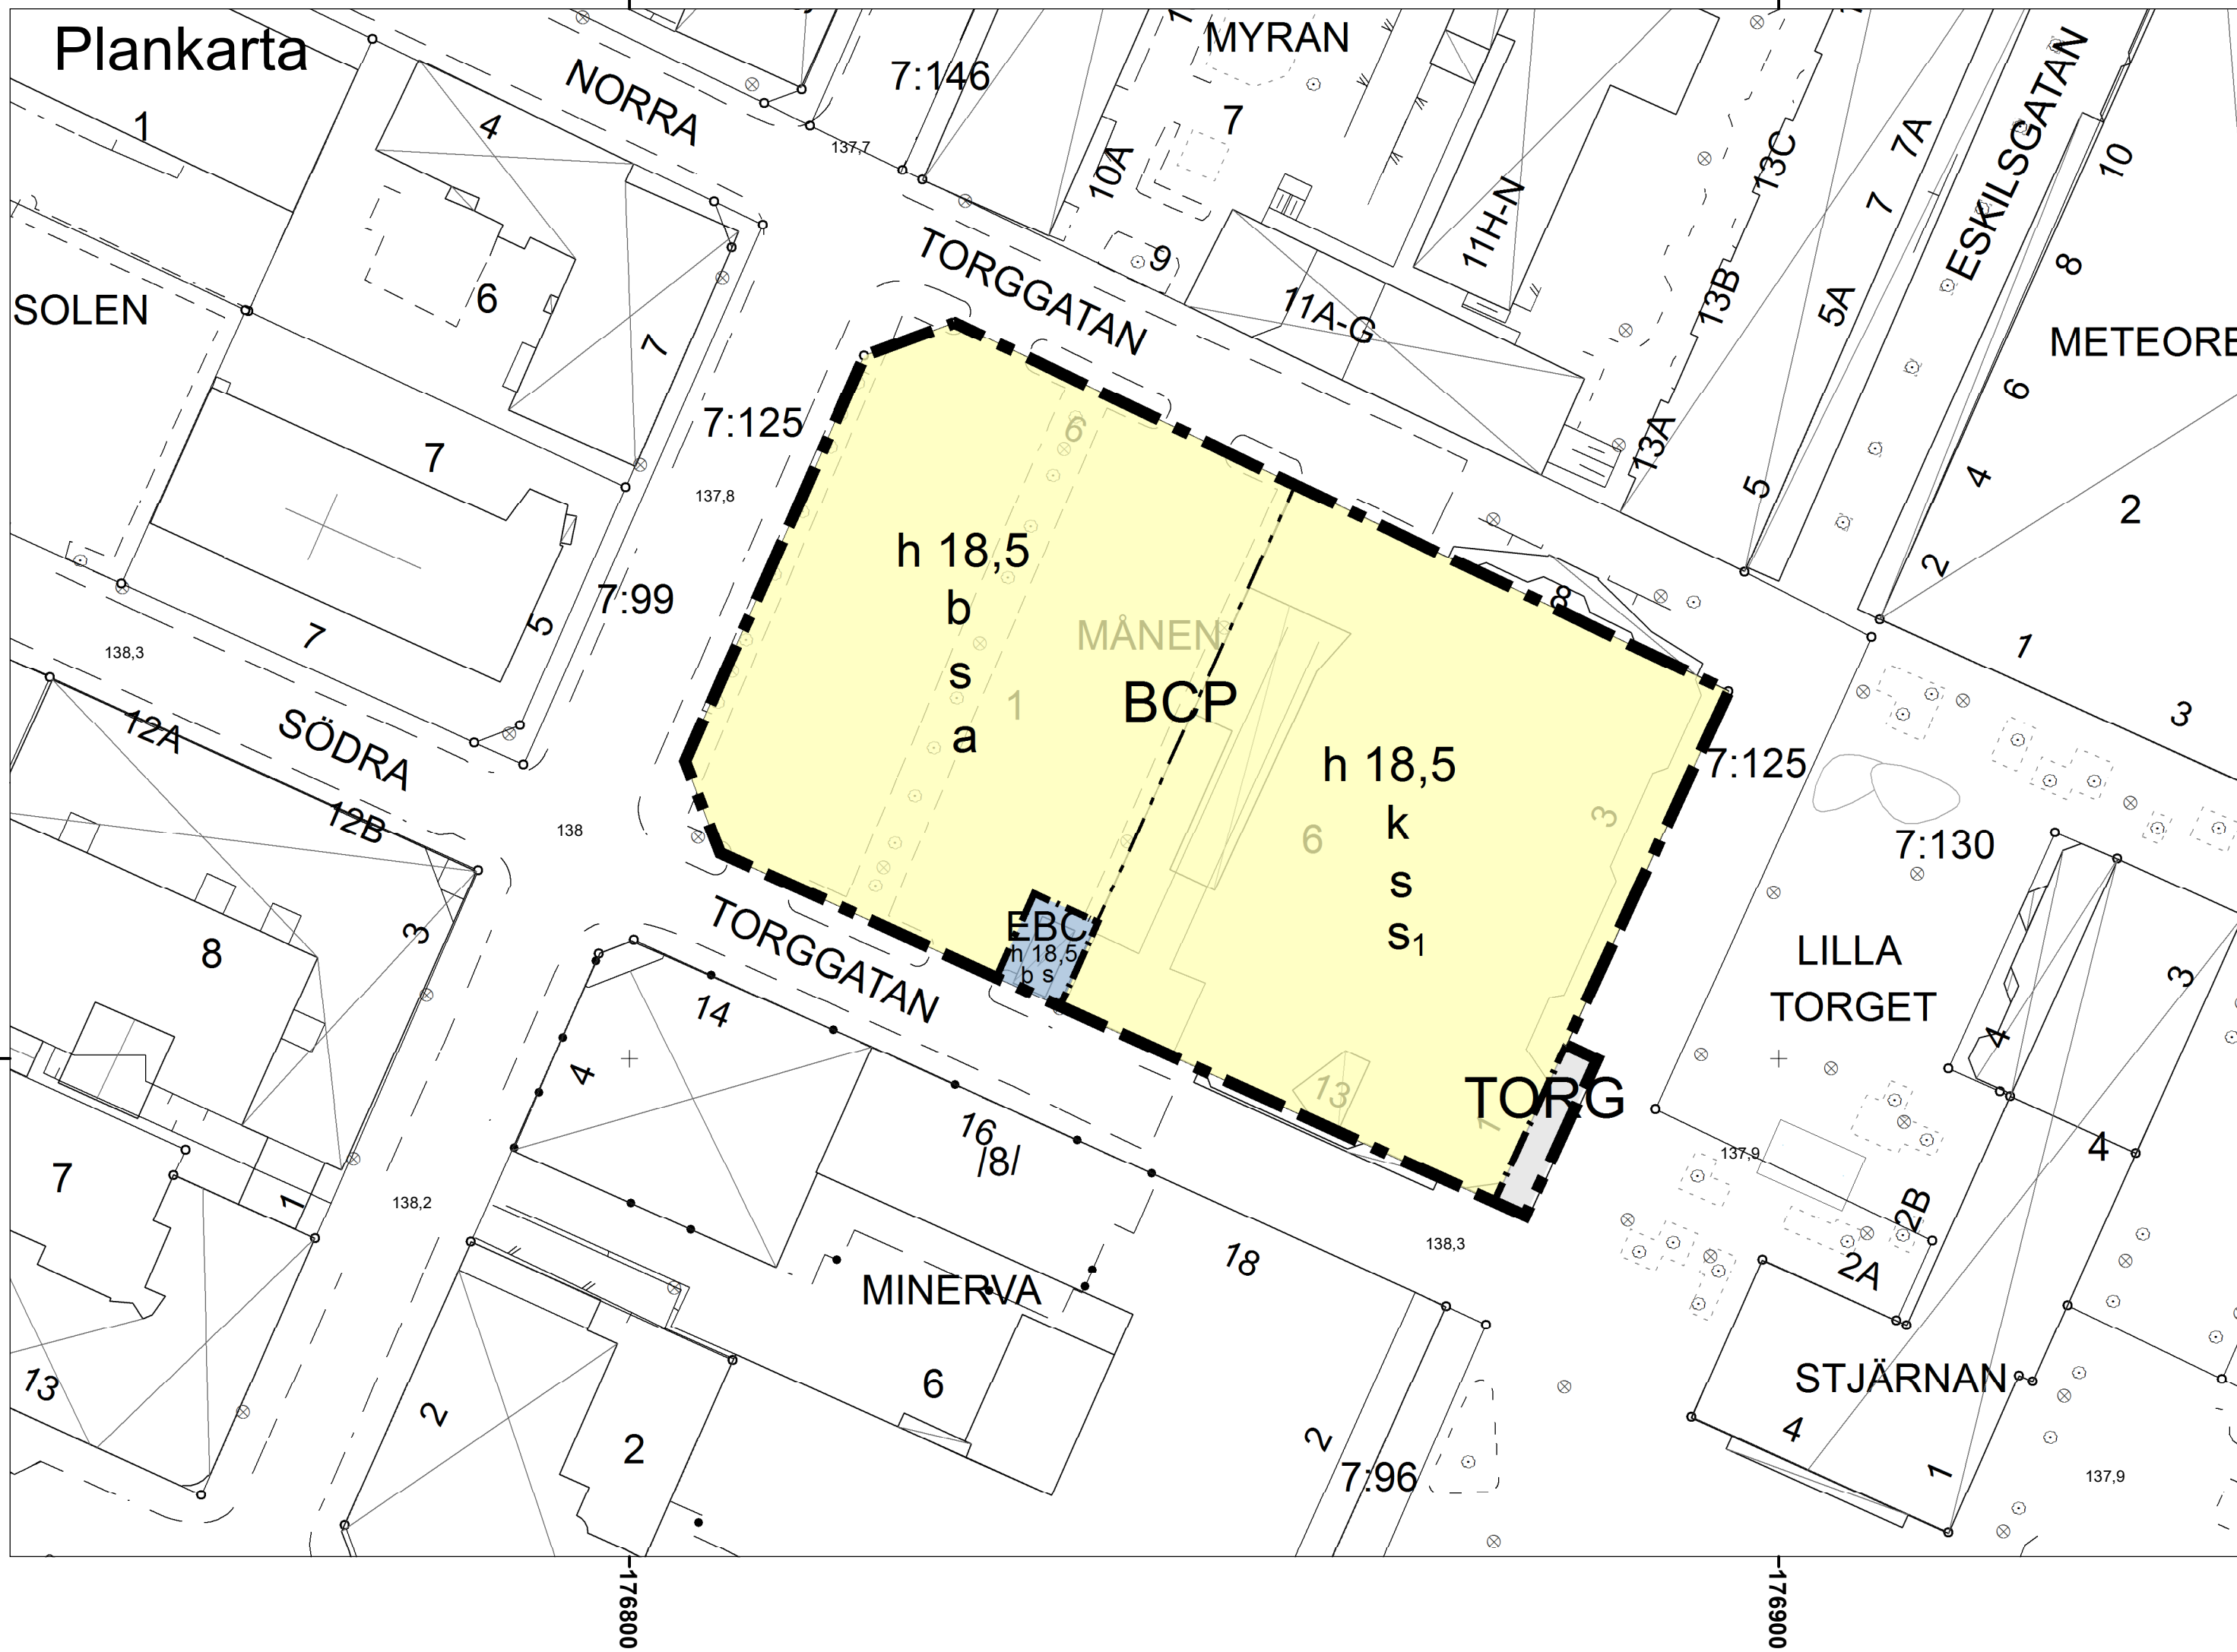 Plankarta
MYRAN
NORRA
7:146
1
4
7
137,7
10A
13C
7A
ESKILSGATAN
10
7
11H-N
TORGGATAN
9
SOLEN
6
7
11A-G
13B
5A
8
METEORE
7:125
6
6
13A
7
137,8
5
4
2
h 18,5
b
s
a
MÅNEN
1
BCP
8
2
7:99
5
7
138,3
1
3
12A
SÖDRA
12B
138
h 18,5
k
s
s1
6
3
7:125
7:130
3
8
TORGGATAN
EBC
h 18,5
b s
LILLA
TORGET
3
4
14
4
13
1
TORG
16
/8/
137,9
4
7
1
138,2
18
138,3
2B
2A
MINERVA
13
2
6
STJÄRNAN
4
2
2
7:96
1
137,9
176800
176900